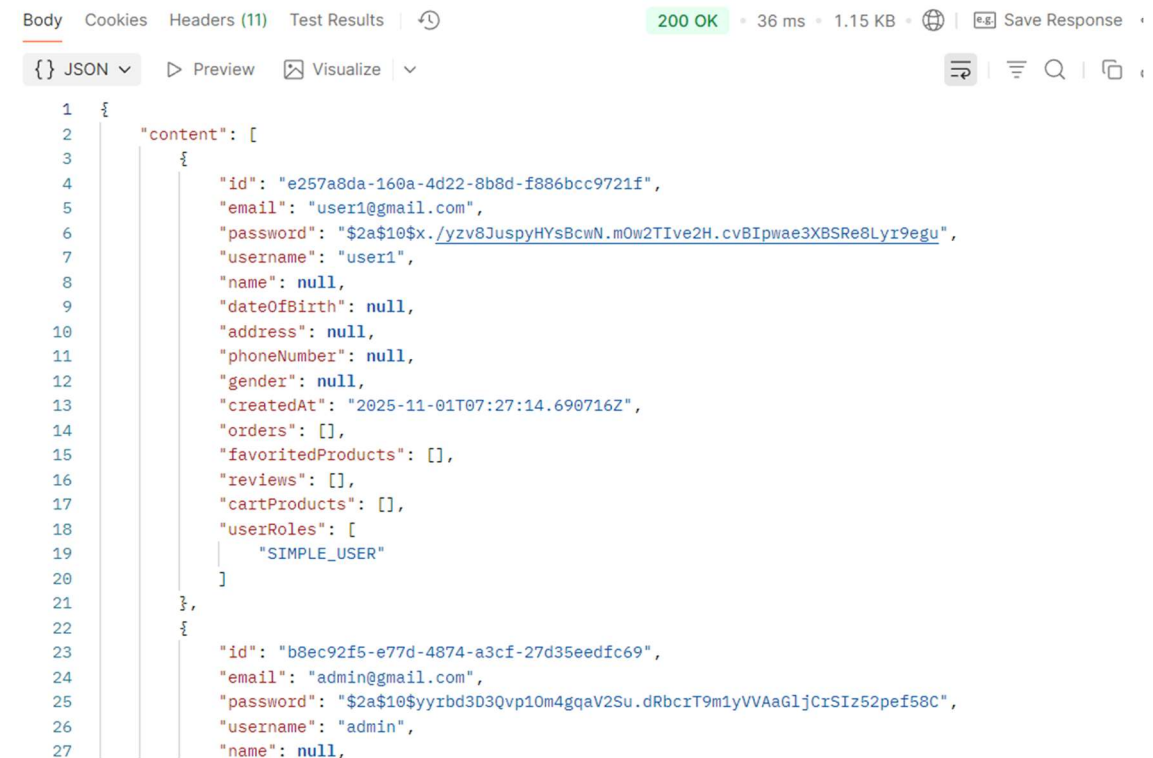 Body Cookies Headers (11) Test Results 200 OK • 36 ms • 1.15 KB • e.g. Save Response
{} JSON Preview Visualize
1 {
2 "content": [
3 {
4 "id": "e257a8da-160a-4d22-8b8d-f886bcc9721f",
5 "email": "user1@gmail.com",
6 "password": "$2a$10$x./yzv8JuspyHYsBcwN.mOw2TIve2H.cvBIpwae3XBSRe8Lyr9egu",
7 "username": "user1",
8 "name": null,
9 "dateOfBirth": null,
10 "address": null,
11 "phoneNumber": null,
12 "gender": null,
13 "createdAt": "2025-11-01T07:27:14.690716Z",
14 "orders": [],
15 "favoritedProducts": [],
16 "reviews": [],
17 "cartProducts": [],
18 "userRoles": [
19 "SIMPLE_USER"
20 ]
21 },
22 {
23 "id": "b8ec92f5-e77d-4874-a3cf-27d35eedfc69",
24 "email": "admin@gmail.com",
25 "password": "$2a$10$yyrbd3D3Qvp1Om4gqaV2Su.dRbcrT9m1yVVAaGljCrSIz52pef58C",
26 "username": "admin",
27 "name": null,